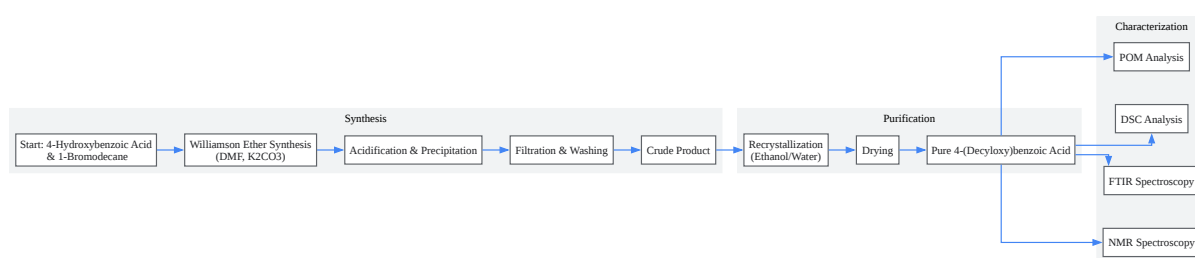 Synthesis
Start: 4-Hydroxybenzoic Acid
& 1-Bromodecane
Williamson Ether Synthesis
(DMF, K2CO3)
Acidification & Precipitation
Filtration & Washing
Crude Product
Purification
Recrystallization
(Ethanol/Water)
Drying
Pure 4-(Decyloxy)benzoic Acid
Characterization
POM Analysis
DSC Analysis
FTIR Spectroscopy
NMR Spectroscopy